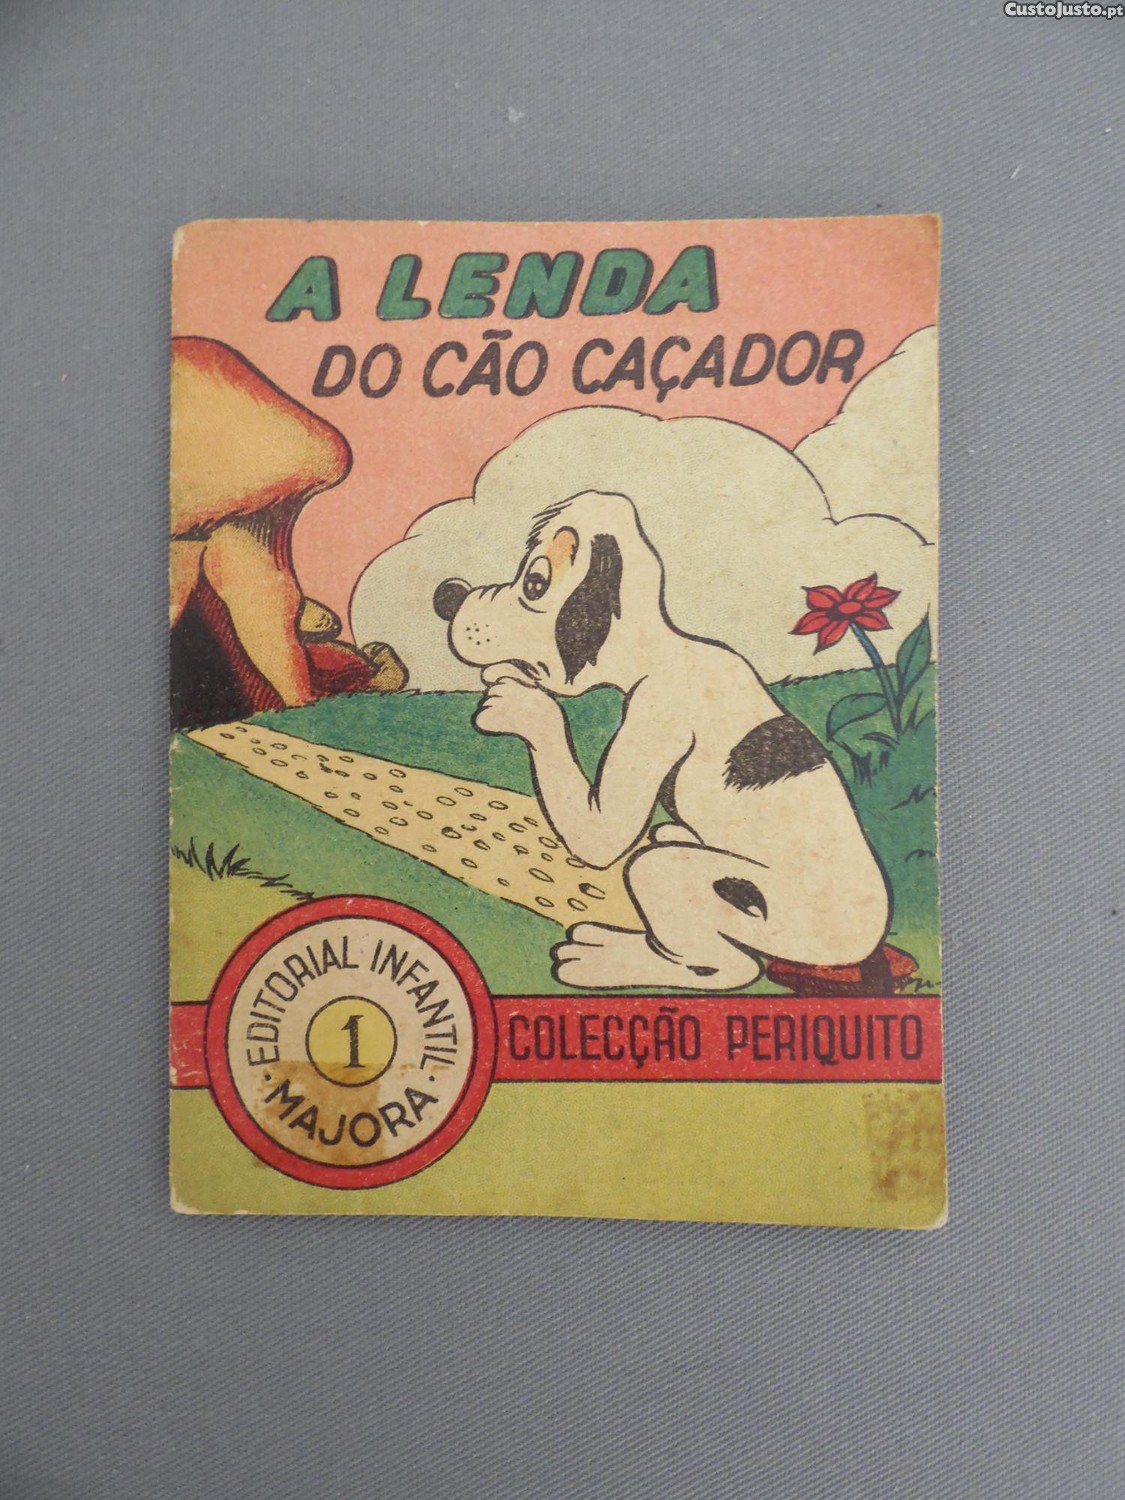 CustoJusto.pt
A LENDA
DO CÃO CAÇADOR
EDITORIAL INFANTIL
1
· MAJORA ·
COLECÇÃO PERIQUITO